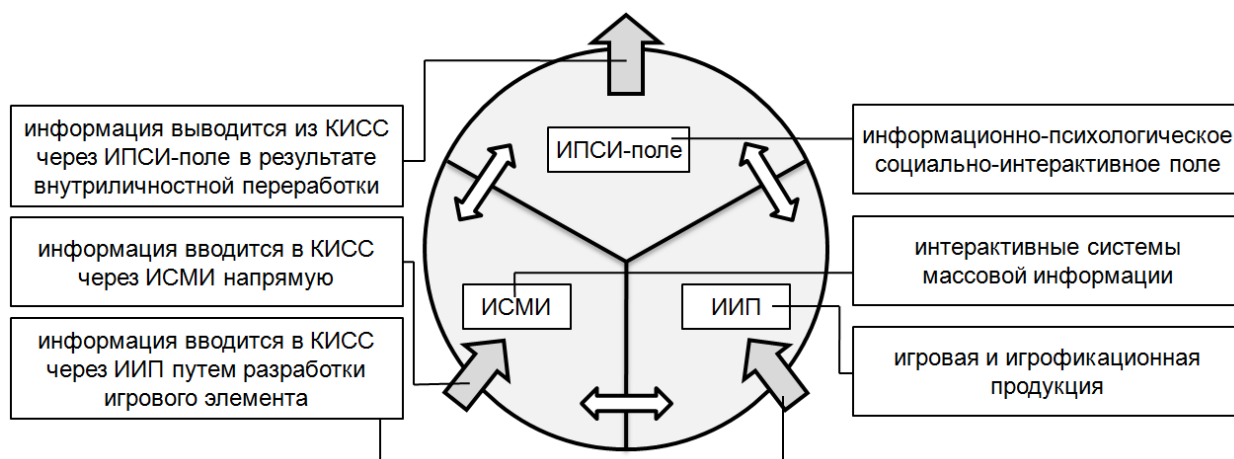 информация выводится из КИСС
через ИПСИ-поле в результате
внутриличностной переработки
информация вводится в КИСС
через ИСМИ напрямую
информация вводится в КИСС
через ИИП путем разработки
игрового элемента
ИПСИ-поле
ИСМИ
ИИП
информационно-психологическое
социально-интерактивное поле
интерактивные системы
массовой информации
игровая и игрофикационная
продукция